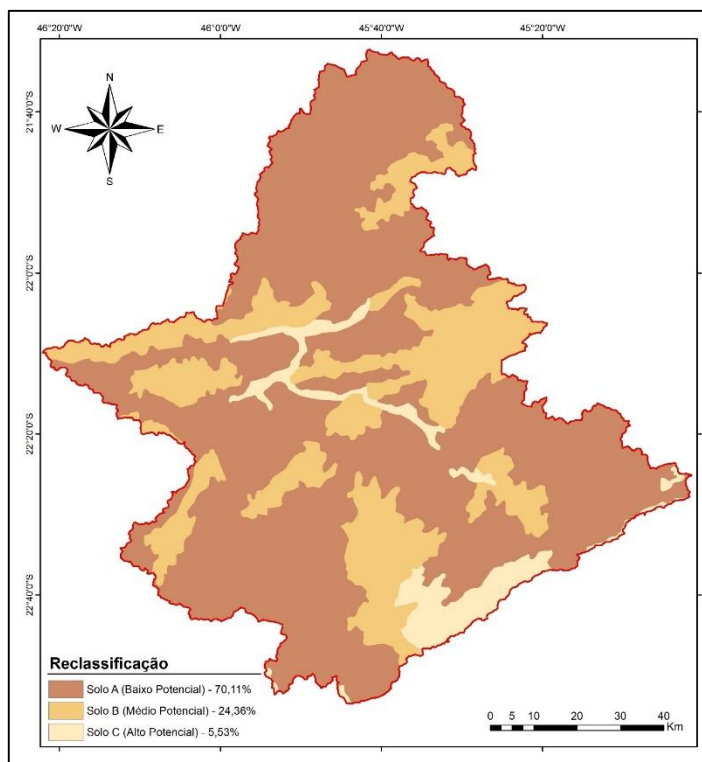 46°20'0"W 46°0'0"W 45°40'0"W 45°20'0"W
N
W E
S
21°40'0"S
22°0'0"S
22°20'0"S
22°40'0"S
Reclassificação
Solo A (Baixo Potencial) - 70,11%
Solo B (Médio Potencial) - 24,36%
Solo C (Alto Potencial) - 5,53%
0 5 10 20 30 40
Km